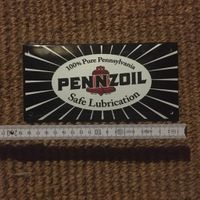 100% Pure Pennsylvania
PENNZOIL
Safe Lubrication